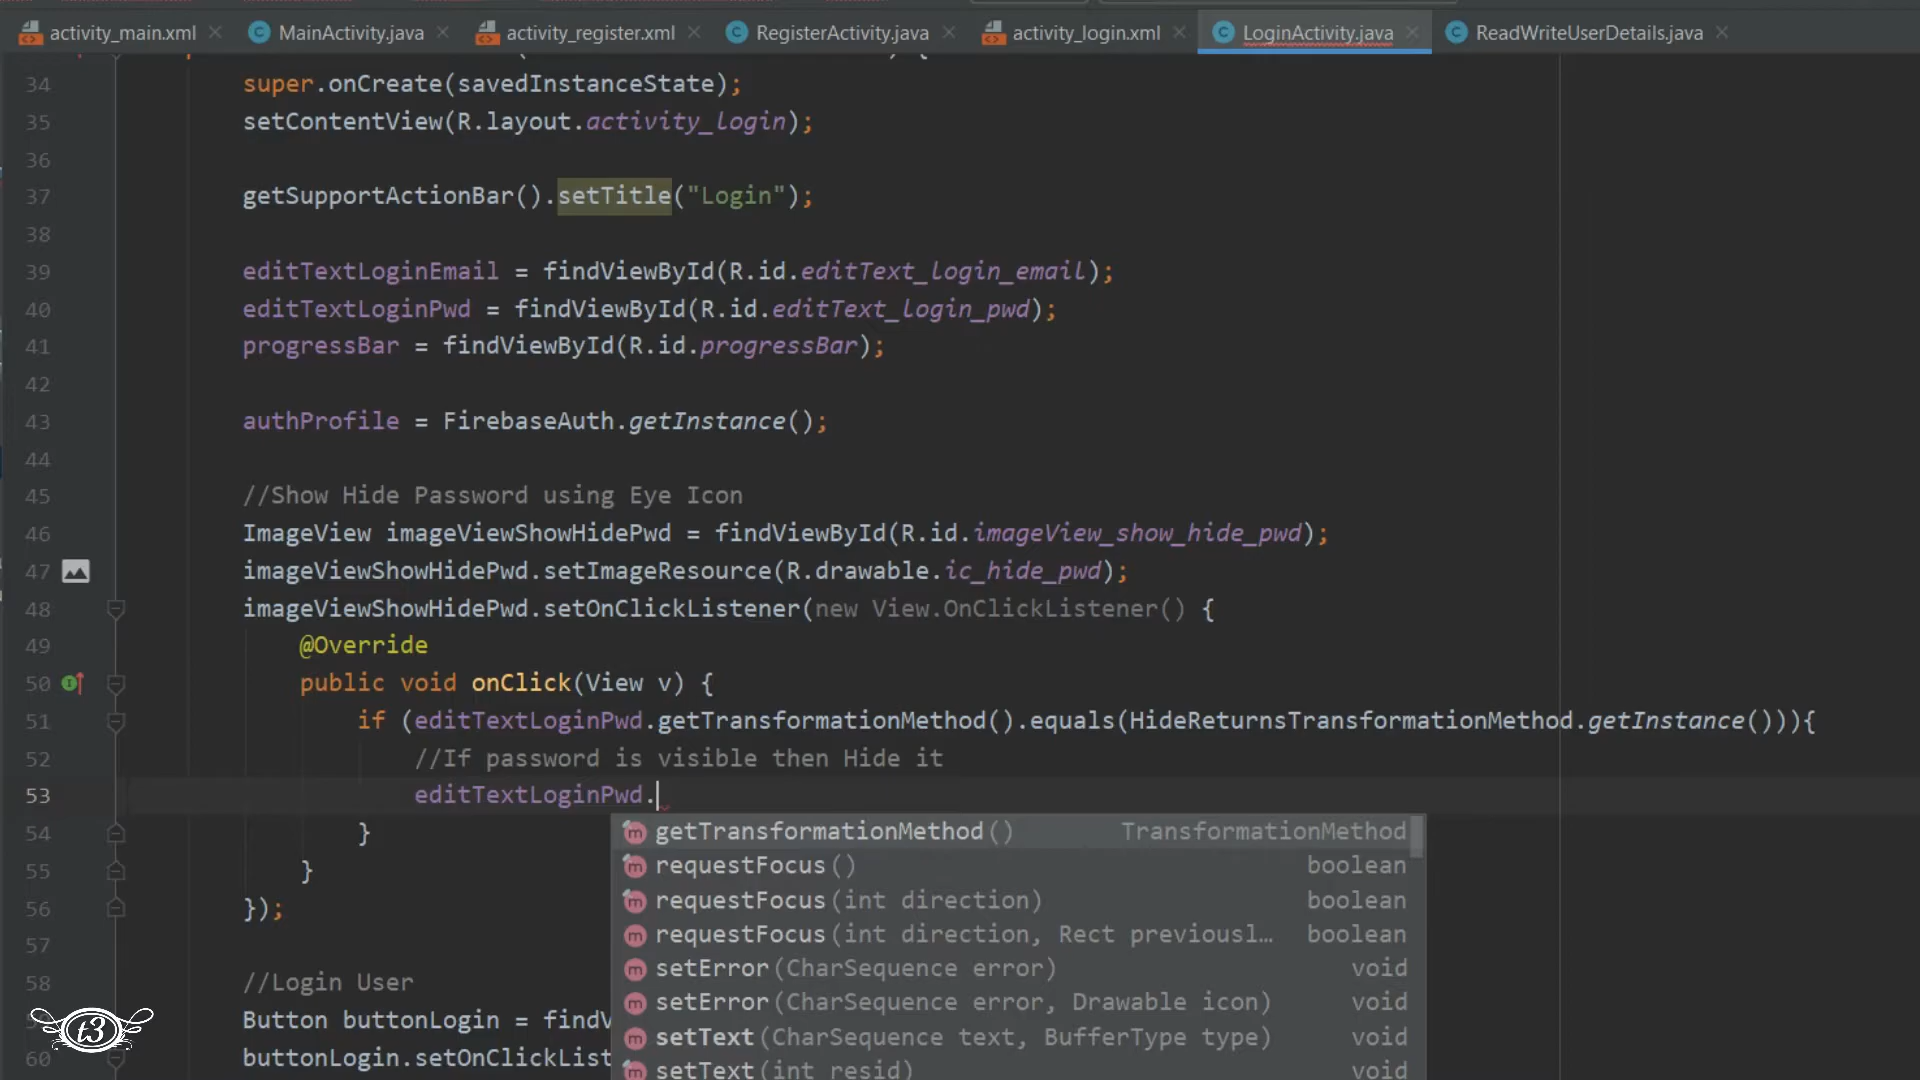 activity_main.xml MainActivity.java activity_register.xml RegisterActivity.java activity_login.xml LoginActivity.java ReadWriteUserDetails.java
34 super.onCreate(savedInstanceState);
35 setContentView(R.layout.activity_login);
36
37 getSupportActionBar().setTitle("Login");
38
39 editTextLoginEmail = findViewById(R.id.editText_login_email);
40 editTextLoginPwd = findViewById(R.id.editText_login_pwd);
41 progressBar = findViewById(R.id.progressBar);
42
43 authProfile = FirebaseAuth.getInstance();
44
45 //Show Hide Password using Eye Icon
46 ImageView imageViewShowHidePwd = findViewById(R.id.imageView_show_hide_pwd);
47 imageViewShowHidePwd.setImageResource(R.drawable.ic_hide_pwd);
48 imageViewShowHidePwd.setOnClickListener(new View.OnClickListener() {
49 @Override
50 public void onClick(View v) {
51 if (editTextLoginPwd.getTransformationMethod().equals(HideReturnsTransformationMethod.getInstance())){
52 //If password is visible then Hide it
53 editTextLoginPwd.
54 }
getTransformationMethod() TransformationMethod
55 }
requestFocus() boolean
requestFocus(int direction) boolean
56 });
requestFocus(int direction, Rect previousl… boolean
57
setError(CharSequence error) void
58 //Login User
setError(CharSequence error, Drawable icon) void
Button buttonLogin = findV
setText(CharSequence text, BufferType type) void
60 buttonLogin.setOnClickList
setText(int resid)
t3